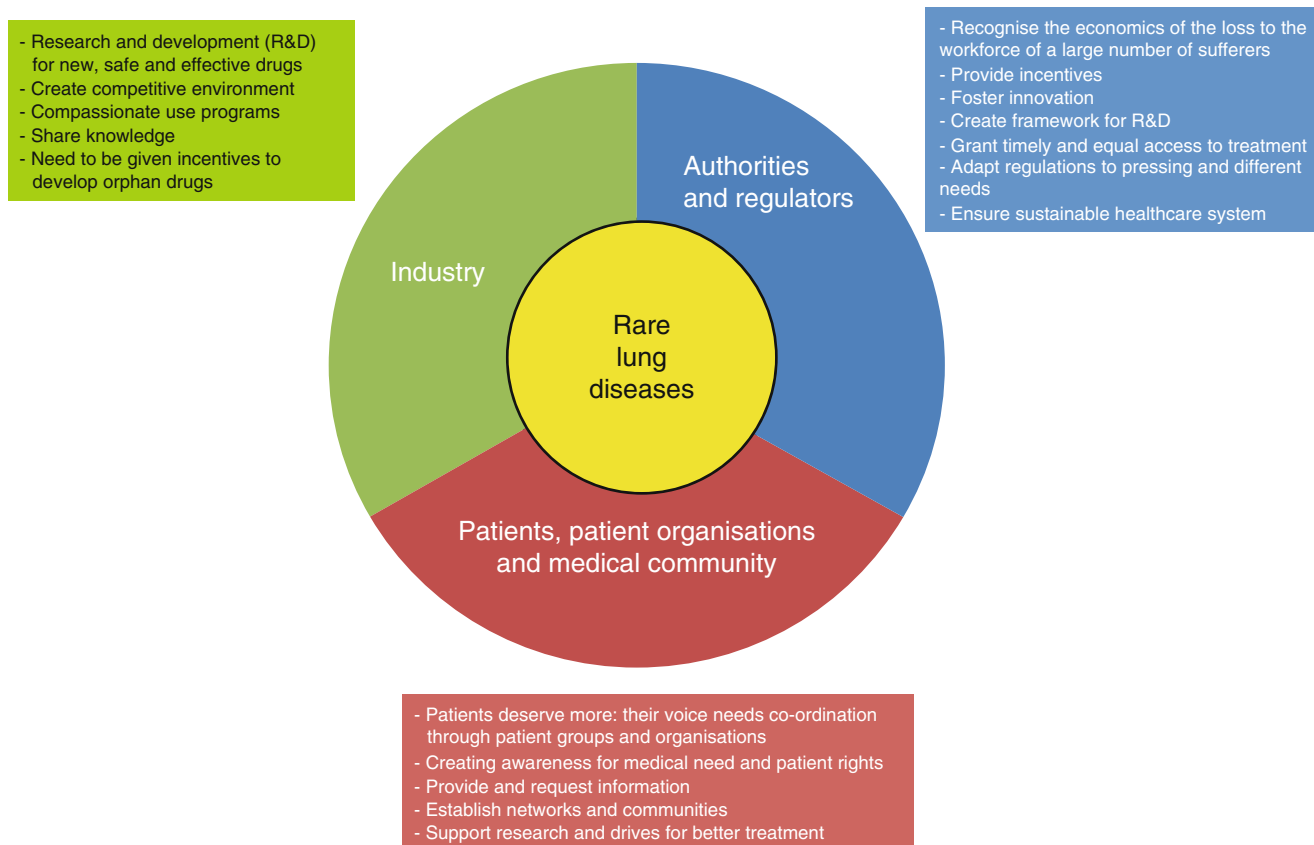 - Research and development (R&D)
for new, safe and effective drugs
- Create competitive environment
- Compassionate use programs
- Share knowledge
- Need to be given incentives to
develop orphan drugs
- Recognise the economics of the loss to the
workforce of a large number of sufferers
- Provide incentives
- Foster innovation
- Create framework for R&D
- Grant timely and equal access to treatment
- Adapt regulations to pressing and different
needs
- Ensure sustainable healthcare system
Authorities
and regulators
Industry
Rare
lung
diseases
Patients, patient organisations
and medical community
- Patients deserve more: their voice needs co-ordination
through patient groups and organisations
- Creating awareness for medical need and patient rights
- Provide and request information
- Establish networks and communities
- Support research and drives for better treatment